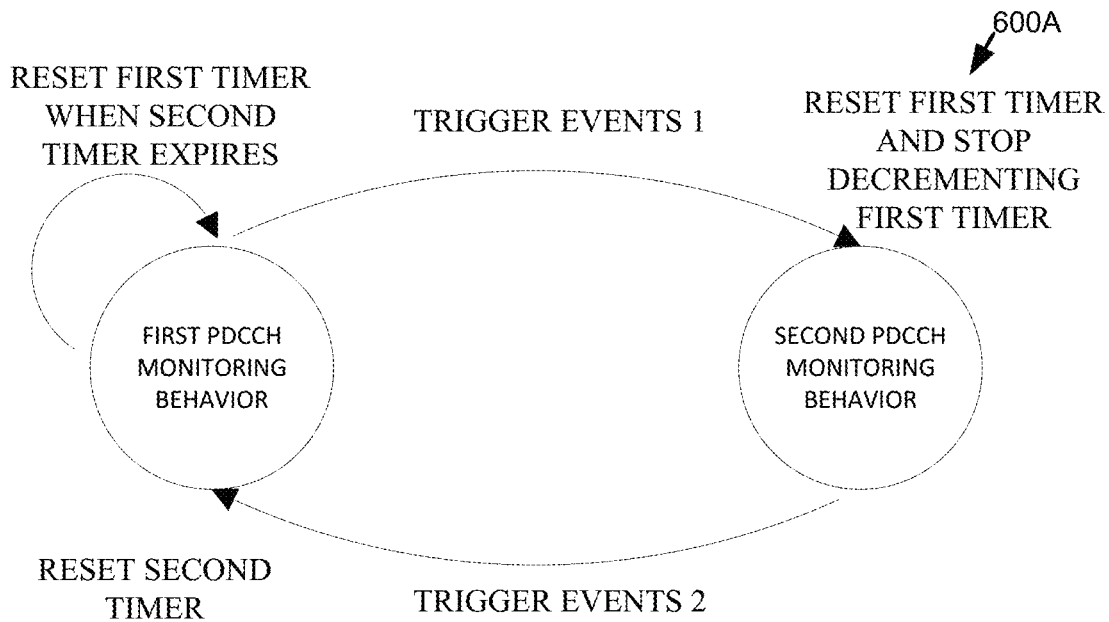 600A
RESET FIRST TIMER
WHEN SECOND
TIMER EXPIRES
TRIGGER EVENTS 1
RESET FIRST TIMER
AND STOP
DECREMENTING
FIRST TIMER
FIRST PDCCH
MONITORING
BEHAVIOR
SECOND PDCCH
MONITORING
BEHAVIOR
RESET SECOND
TIMER
TRIGGER EVENTS 2